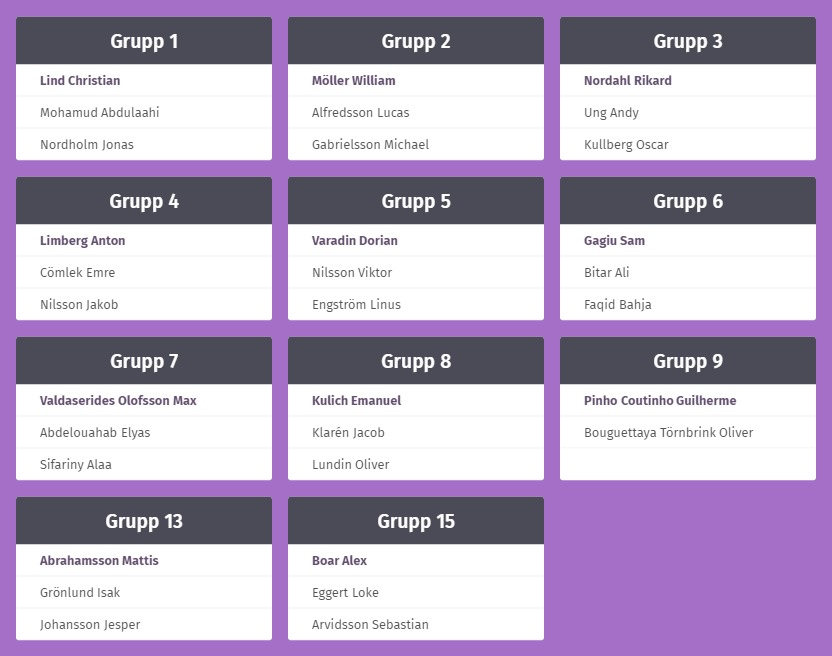 Grupp 1
Lind Christian
Mohamud Abdulaahi
Nordholm Jonas
Grupp 2
Möller William
Alfredsson Lucas
Gabrielsson Michael
Grupp 3
Nordahl Rikard
Ung Andy
Kullberg Oscar
Grupp 4
Limberg Anton
Cömlek Emre
Nilsson Jakob
Grupp 5
Varadin Dorian
Nilsson Viktor
Engström Linus
Grupp 6
Gagiu Sam
Bitar Ali
Faqid Bahja
Grupp 7
Valdaserides Olofsson Max
Abdelouahab Elyas
Sifariny Alaa
Grupp 8
Kulich Emanuel
Klarén Jacob
Lundin Oliver
Grupp 9
Pinho Coutinho Guilherme
Bouguettaya Törnbrink Oliver
Grupp 13
Abrahamsson Mattis
Grönlund Isak
Johansson Jesper
Grupp 15
Boar Alex
Eggert Loke
Arvidsson Sebastian